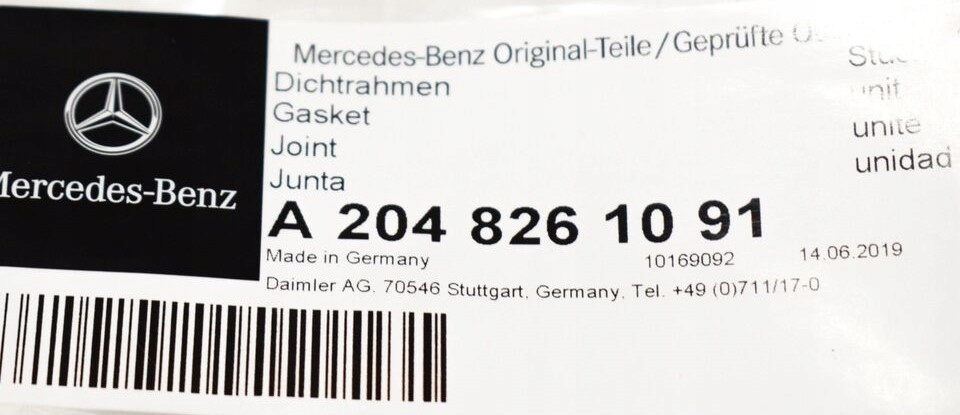 Mercedes-Benz Original-Teile/Geprüfte
Dichtrahmen
Gasket unit
Joint unité
Junta unidad
Mercedes-Benz
A 204 826 10 91
Made in Germany 10169092 14.06.2019
Daimler AG, 70546 Stuttgart, Germany, Tel. +49 (0)711/17-0